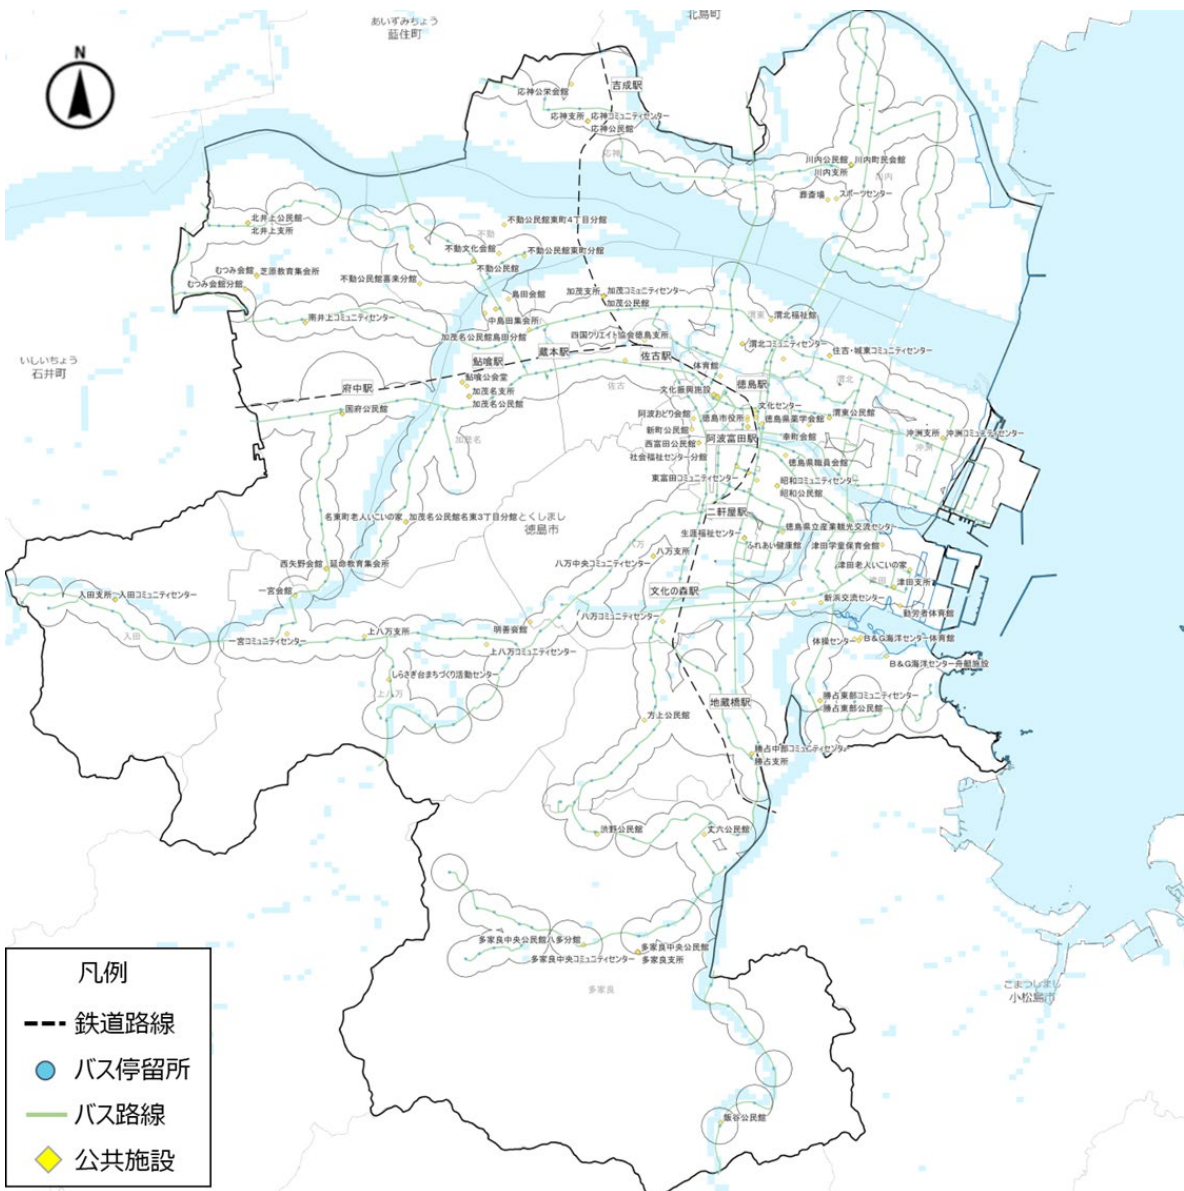 あいずみちょう
藍住町
北島町
N
吉成駅
応神公栄会館
応神支所
応神コミュニティセンター
応神公民館
応神
川内公民館
川内町民会館
川内支所
川内
葬斎場
スポーツセンター
北井上公民館
北井上支所
不動公民館東町4丁目分館
不動
不動文化会館
不動公民館東町分館
不動公民館
むつみ会館
芝原教育集会所
むつみ会館分館
不動公民館喜来分館
島田会館
加茂支所
加茂コミュニティセンター
加茂公民館
南井上コミュニティセンター
中島田集会所
加茂名公民館島田分館
四国クリエイト協会徳島支所
渭東
渭北福祉館
渭北コミュニティセンター
住吉・城東コミュニティセンター
いしいちょう
石井町
鮎喰駅
蔵本駅
佐古駅
体育館
渭北
府中駅
鮎喰公会堂
加茂名支所
加茂名公民館
佐古
文化振興施設
徳島駅
国府公民館
加茂名
阿波おどり会館
徳島市役所
文化センター
徳島県薬学会館
渭東公民館
新町公民館
幸町会館
沖洲支所
沖洲コミュニティセンター
沖洲
西富田公民館
阿波富田駅
社会福祉センター分館
徳島県職員会館
東富田コミュニティセンター
昭和コミュニティセンター
昭和公民館
名東町老人いこいの家
加茂名公民館名東3丁目分館
とくしまし
徳島市
二軒屋駅
徳島県立産業観光交流センター
生涯福祉センター
ふれあい健康館
津田学童保育会館
八万
八万支所
八万中央コミュニティセンター
西矢野会館
延命教育集会所
津田老人いこいの家
津田
津田支所
一宮会館
文化の森駅
新浜交流センター
勤労者体育館
入田支所
入田コミュニティセンター
入田
明善会館
八万コミュニティセンター
一宮コミュニティセンター
上八万支所
上八万コミュニティセンター
体操センター
B&G海洋センター体育館
B&G海洋センター舟艇施設
しらさぎ台まちづくり活動センター
上八万
地蔵橋駅
勝占東部コミュニティセンター
勝占東部公民館
方上公民館
勝占中部コミュニティセンター
勝占支所
渋野公民館
丈六公民館
多家良中央公民館八多分館
多家良中央公民館
多家良中央コミュニティセンター
多家良支所
多家良
こまつしまし
小松島市
飯谷公民館
凡例
鉄道路線
バス停留所
バス路線
公共施設